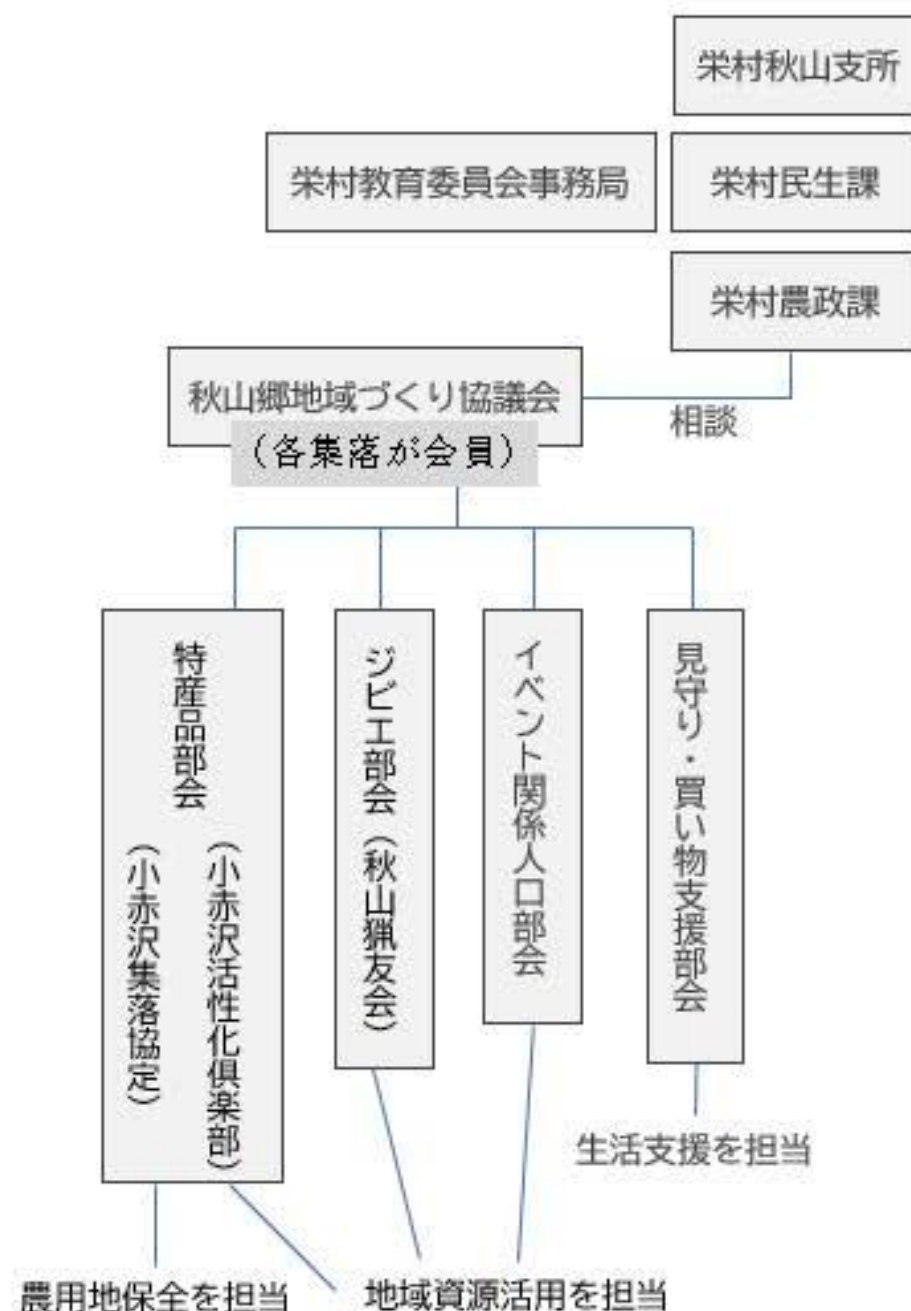 栄村秋山支所
栄村教育委員会事務局
栄村民生課
栄村農政課
秋山郷地域づくり協議会
（各集落が会員）
相談
特産品部会
（小赤沢活性化倶楽部）
（小赤沢集落協定）
ジビエ部会（秋山猟友会）
イベント関係人口部会
見守り・買い物支援部会
生活支援を担当
農用地保全を担当
地域資源活用を担当